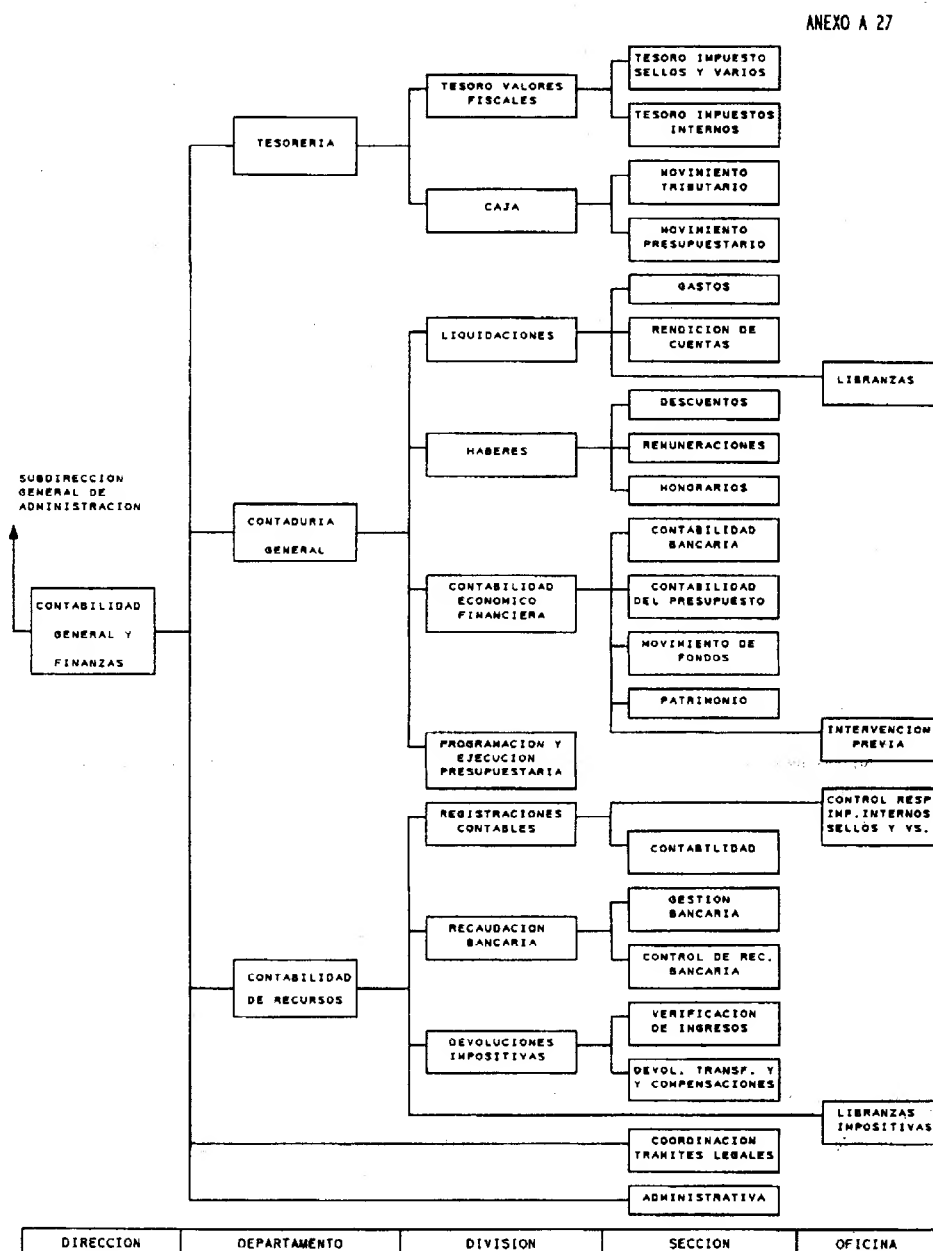 ANEXO A 27
TESORO IMPUESTO
SELLOS Y VARIOS
TESORO VALORES
FISCALES
TESORO IMPUESTOS
INTERNOS
TESORERIA
MOVIMIENTO
TRIBUTARIO
CAJA
MOVIMIENTO
PRESUPUESTARIO
GASTOS
LIQUIDACIONES
RENDICION DE
CUENTAS
LIBRANZAS
DESCUENTOS
HABERES
REMUNERACIONES
HONORARIOS
SUBDIRECCION
GENERAL DE
ADMINISTRACION
CONTADURIA
GENERAL
CONTABILIDAD
BANCARIA
CONTABILIDAD
ECONOMICO
FINANCIERA
CONTABILIDAD
DEL PRESUPUESTO
CONTABILIDAD
GENERAL Y
FINANZAS
MOVIMIENTO DE
FONDOS
PATRIMONIO
INTERVENCION
PREVIA
PROGRAMACION Y
EJECUCION
PRESUPUESTARIA
REGISTRACIONES
CONTABLES
CONTROL RESP
IMP.INTERNOS
SELLOS Y VS.
CONTABILIDAD
GESTION
BANCARIA
RECAUDACION
BANCARIA
CONTROL DE REC.
BANCARIA
CONTABILIDAD
DE RECURSOS
VERIFICACION
DE INGRESOS
DEVOLUCIONES
IMPOSITIVAS
DEVOL. TRANSF. Y
Y COMPENSACIONES
LIBRANZAS
IMPOSITIVAS
COORDINACION
TRAMITES LEGALES
ADMINISTRATIVA
DIRECCION DEPARTAMENTO DIVISION SECCION OFICINA